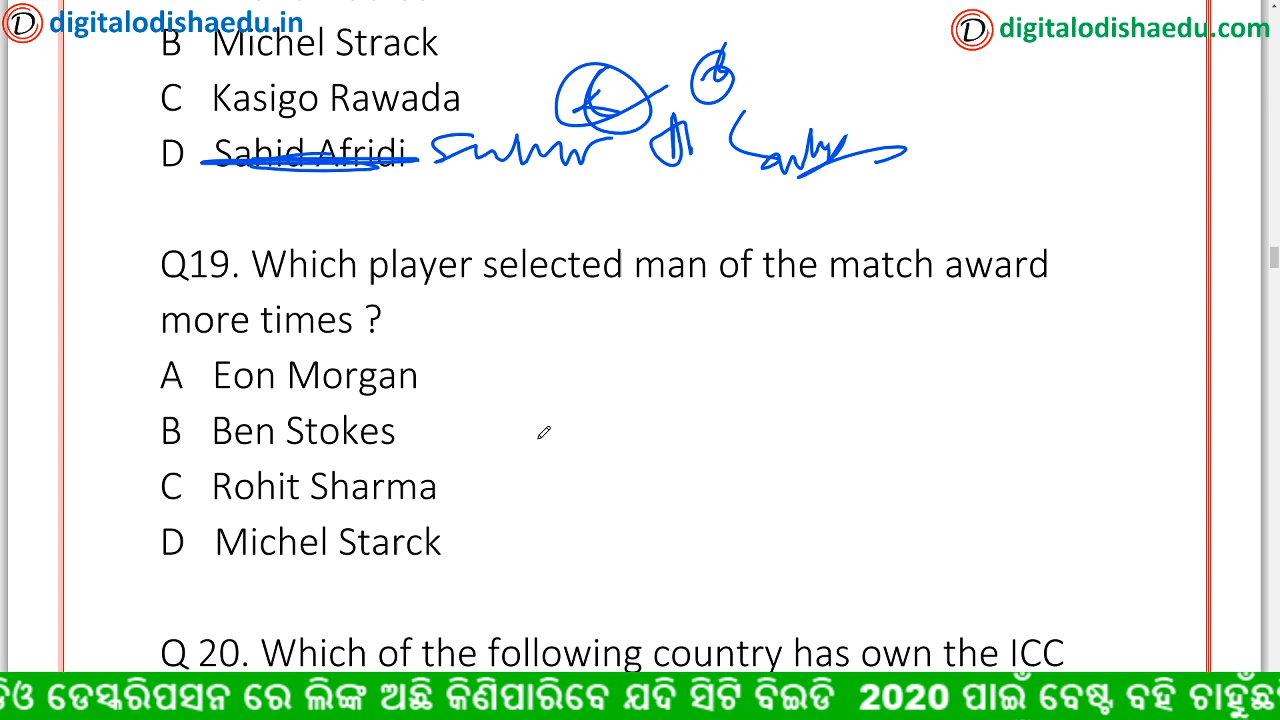 digitalodishaedu.in
digitalodishaedu.com
B Michel Strack
C Kasigo Rawada
D Sahid Afridi
Q19. Which player selected man of the match award
more times ?
A Eon Morgan
B Ben Stokes
C Rohit Sharma
D Michel Starck
Q 20. Which of the following country has own the ICC
ଡେସ୍କରିପସନ ରେ ଲିଙ୍କ ଅଛି କିଣିପାରିବେ ଯଦି ସିଟି ବିଇଡି 2020 ପାଇଁ ବେଷ୍ଟ ବହି ଚାହୁଁଛ